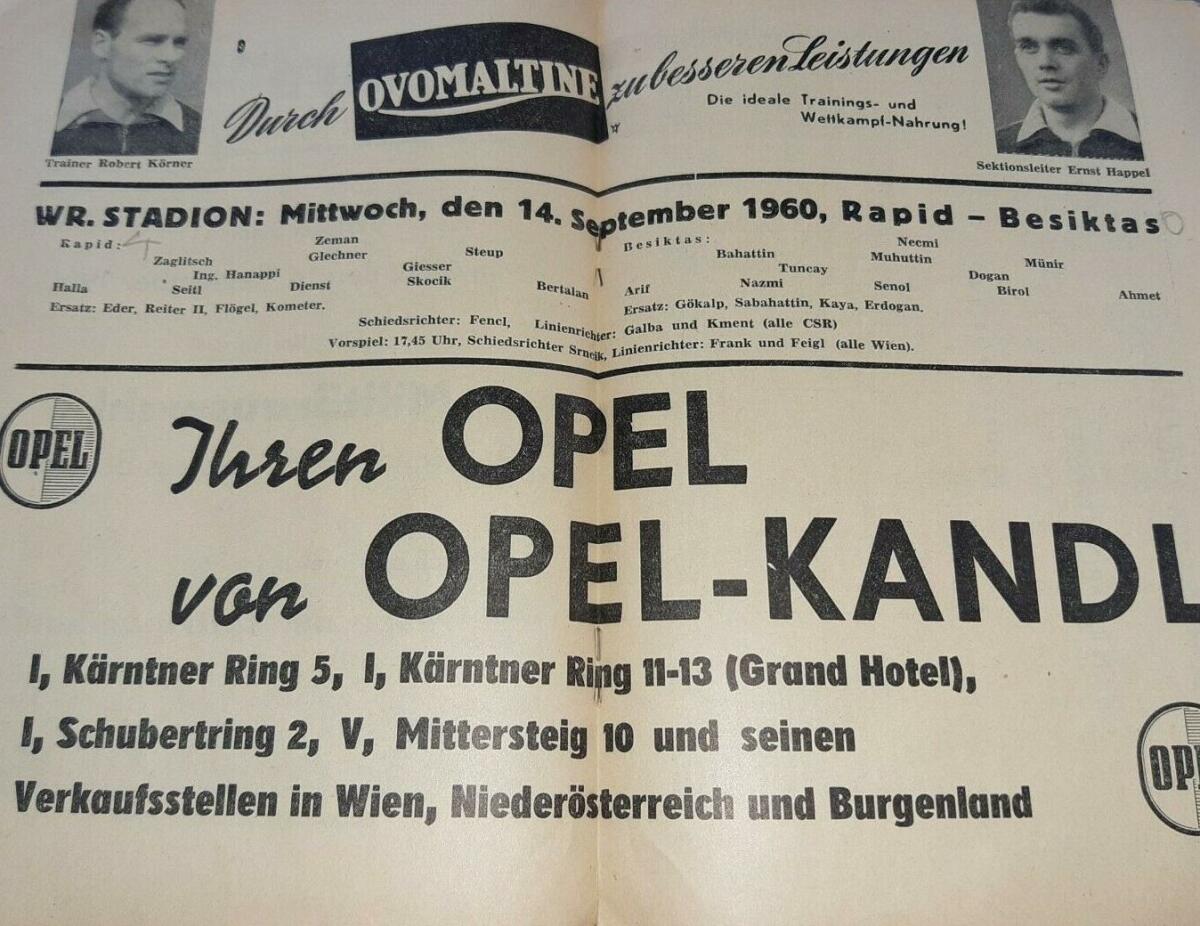 Durch OVOMALTINE zu besseren Leistungen
Die ideale Trainings- und
Wettkampf-Nahrung!
Trainer Robert Körner
Sektionsleiter Ernst Happel
WR. STADION: Mittwoch, den 14. September 1960, Rapid – Besiktas 0
Rapid: 4
Zeman
Zaglitsch Glechner Steup
Ing. Hanappi Giesser
Halla Seitl Dienst Skocik Bertalan
Ersatz: Eder, Reiter II, Flögel, Kometer.
Besiktas:
Necmi
Bahattin Muhuttin Münir
Tuncay Dogan
Arif Nazmi Senol Birol Ahmet
Ersatz: Gökalp, Sabahattin, Kaya, Erdogan.
Schiedsrichter: Fencl, Linienrichter: Galba und Kment (alle CSR)
Vorspiel: 17,45 Uhr, Schiedsrichter Srncik, Linienrichter: Frank und Feigl (alle Wien).
OPEL
Ihren OPEL
von OPEL-KANDL
I, Kärntner Ring 5, I, Kärntner Ring 11-13 (Grand Hotel),
I, Schubertring 2, V, Mittersteig 10 und seinen
Verkaufsstellen in Wien, Niederösterreich und Burgenland
OPE